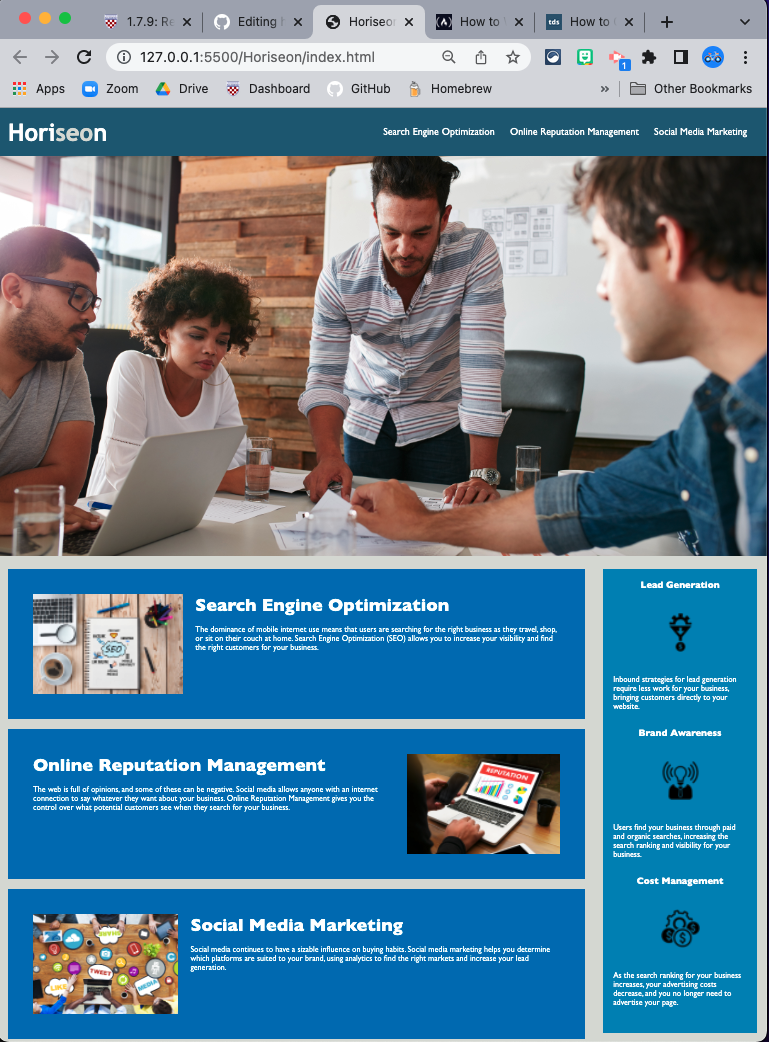 1.7.9: Re
Editing
Horiseon
How to
tds
How to
127.0.0.1:5500/Horiseon/index.html
1
Apps
Zoom
Drive
Dashboard
GitHub
Homebrew
»
Other Bookmarks
Horiseon
Search Engine Optimization
Online Reputation Management
Social Media Marketing
Search Engine Optimization
The dominance of mobile internet use means that users are searching for the right business as they travel, shop,
or sit on their couch at home. Search Engine Optimization (SEO) allows you to increase your visibility and find
the right customers for your business.
SEO
Online Reputation Management
The web is full of opinions, and some of these can be negative. Social media allows anyone with an internet
connection to say whatever they want about your business. Online Reputation Management gives you the
control over what potential customers see when they search for your business.
REPUTATION
Social Media Marketing
Social media continues to have a sizable influence on buying habits. Social media marketing helps you determine
which platforms are suited to your brand, using analytics to find the right markets and increase your lead
generation.
SHARE
TWEET
LIKE
MEDIA
Lead Generation
Inbound strategies for lead generation
require less work for your business,
bringing customers directly to your
website.
Brand Awareness
Users find your business through paid
and organic searches, increasing the
search ranking and visibility for your
business.
Cost Management
As the search ranking for your business
increases, your advertising costs
decrease, and you no longer need to
advertise your page.